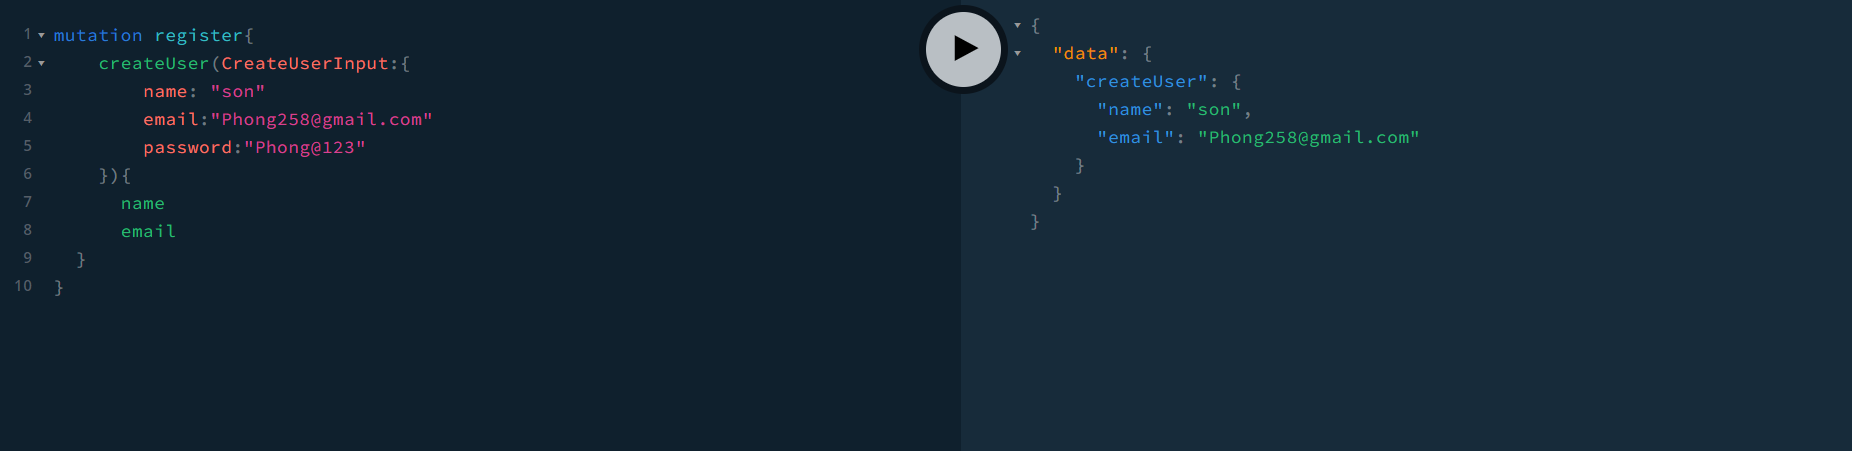 1 mutation register{
2 createUser(CreateUserInput:{
3 name: "son"
4 email:"Phong258@gmail.com"
5 password:"Phong@123"
6 }){
7 name
8 email
9 }
10 }
{
"data": {
"createUser": {
"name": "son",
"email": "Phong258@gmail.com"
}
}
}